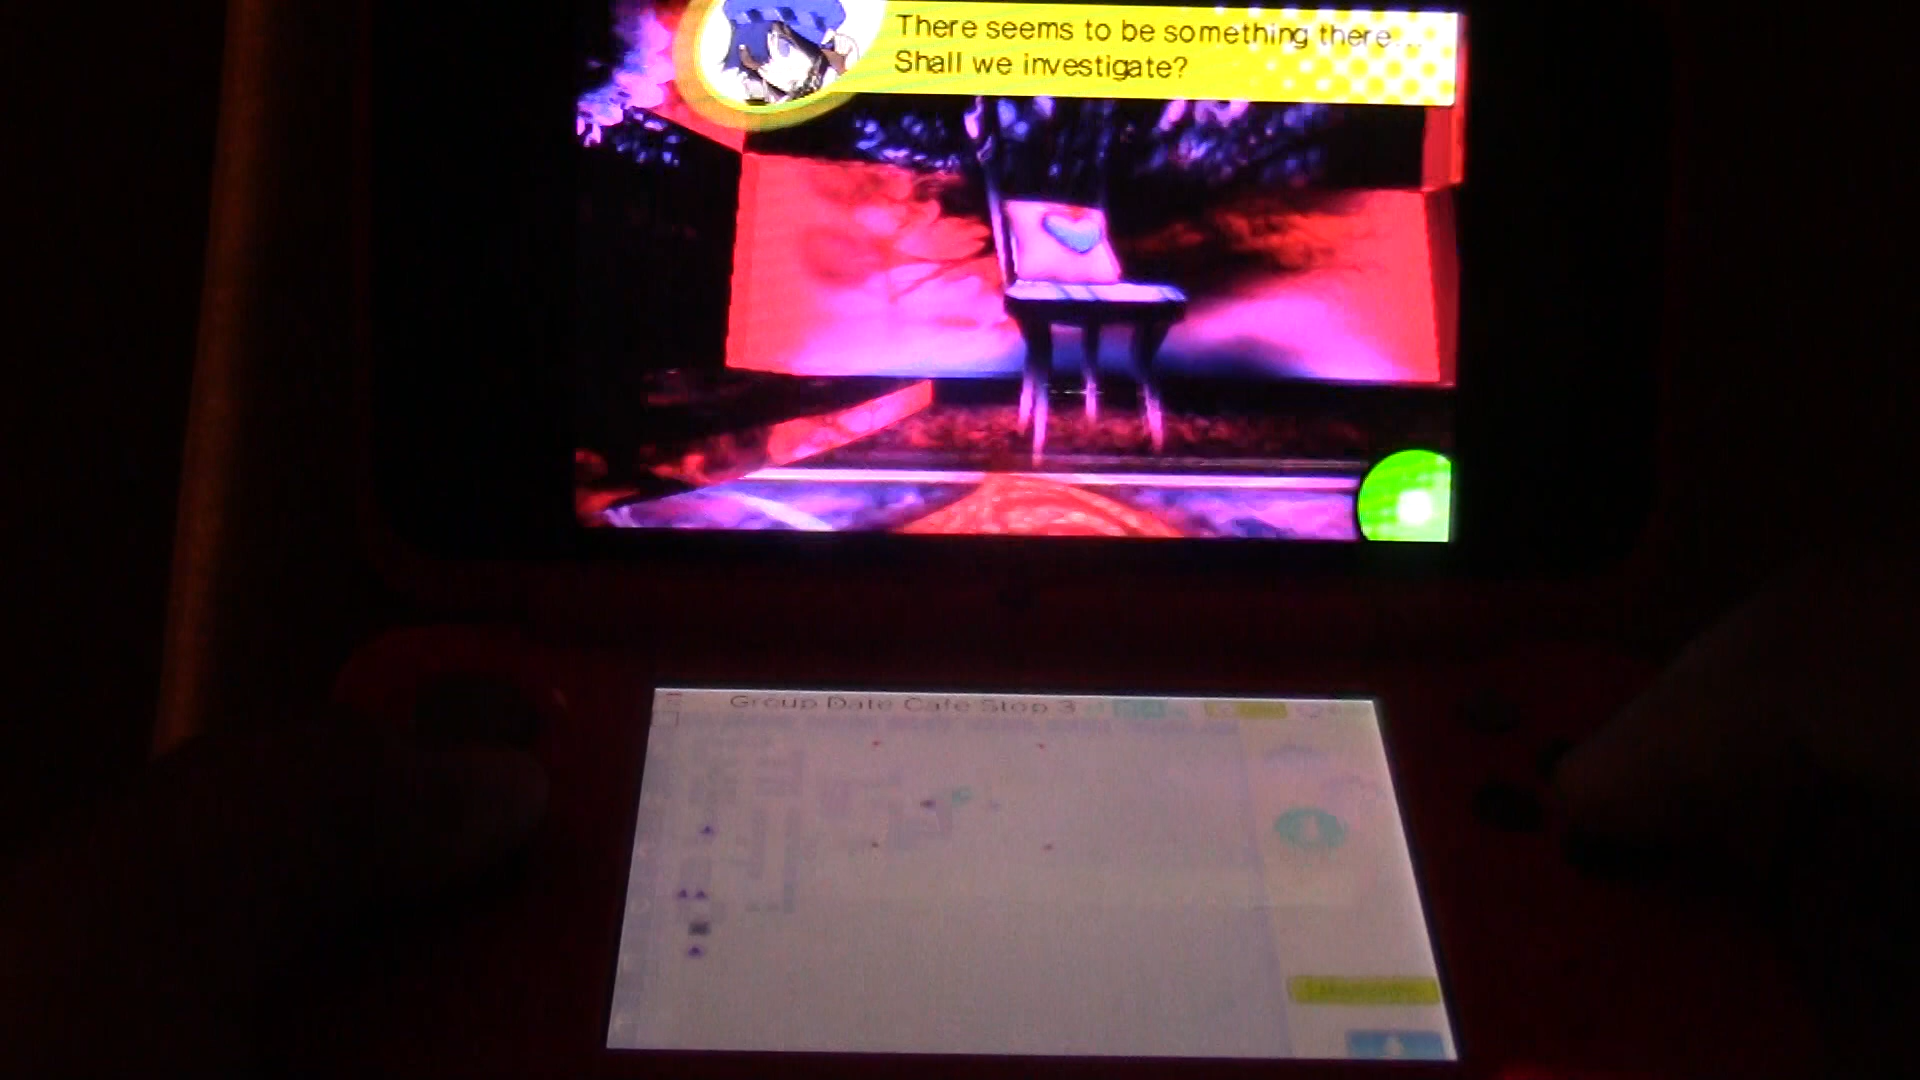 There seems to be something there...
Shall we investigate?
Group Date Cafe Stop 3